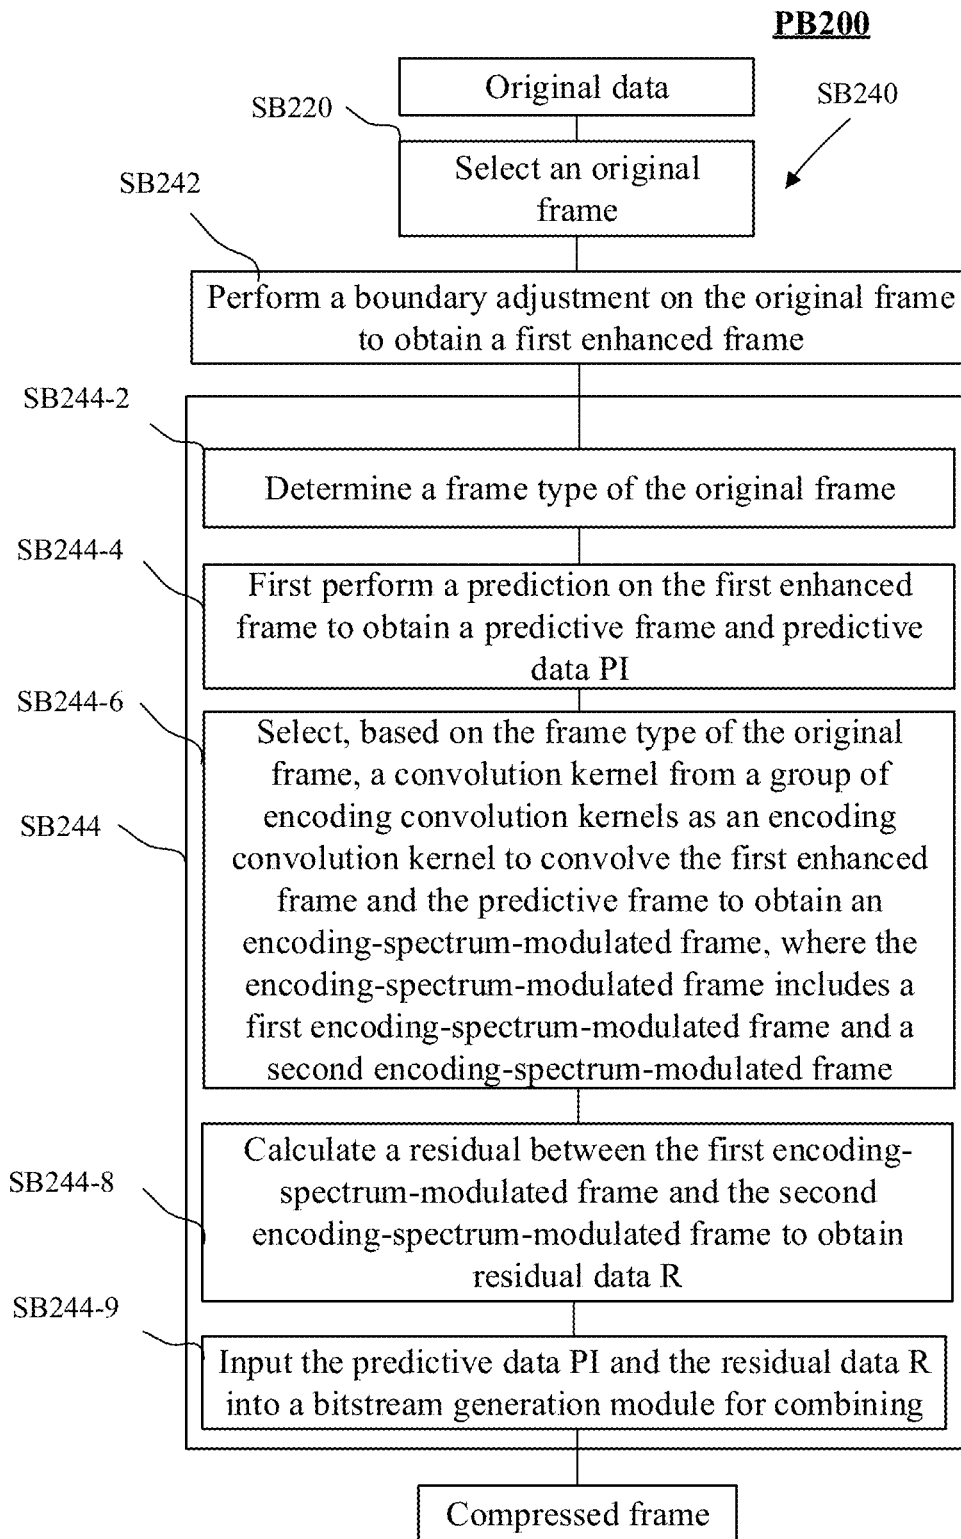 PB200
Original data
SB220
SB240
Select an original
frame
SB242
Perform a boundary adjustment on the original frame
to obtain a first enhanced frame
SB244-2
Determine a frame type of the original frame
SB244-4
First perform a prediction on the first enhanced
frame to obtain a predictive frame and predictive
data PI
SB244-6
Select, based on the frame type of the original
frame, a convolution kernel from a group of
encoding convolution kernels as an encoding
convolution kernel to convolve the first enhanced
frame and the predictive frame to obtain an
encoding-spectrum-modulated frame, where the
encoding-spectrum-modulated frame includes a
first encoding-spectrum-modulated frame and a
second encoding-spectrum-modulated frame
SB244
Calculate a residual between the first encoding-
spectrum-modulated frame and the second
encoding-spectrum-modulated frame to obtain
residual data R
SB244-8
SB244-9
Input the predictive data PI and the residual data R
into a bitstream generation module for combining
Compressed frame